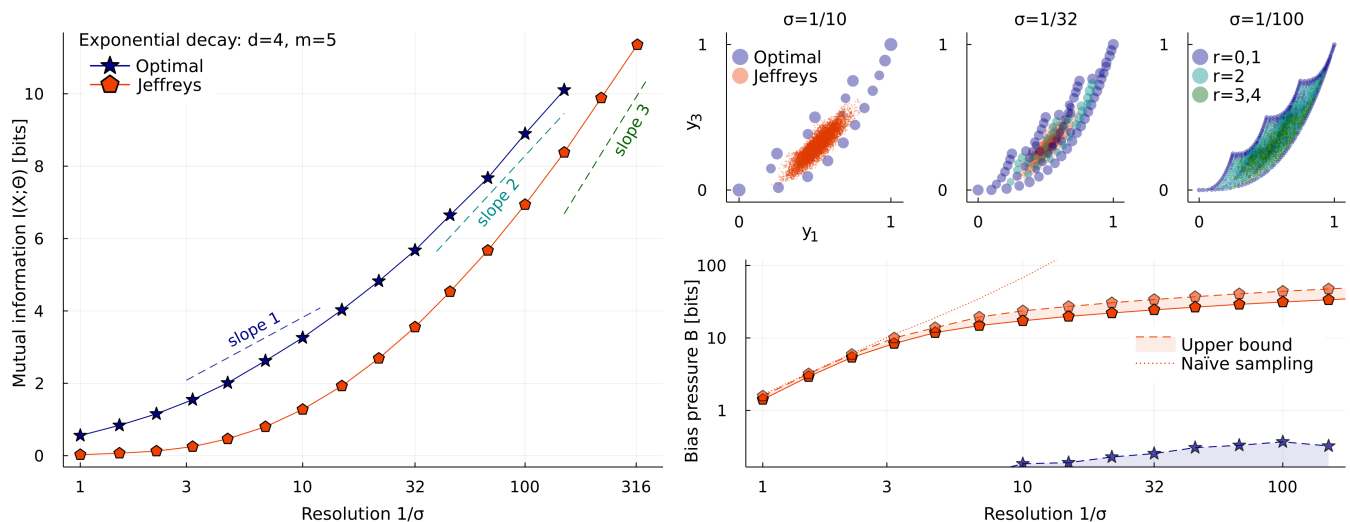 Exponential decay: d=4, m=5
Optimal
Jeffreys
slope 1
slope 2
slope 3
Mutual information I(X;Θ) [bits]
10
8
6
4
2
0
1
3
10
32
100
316
Resolution 1/σ
σ=1/10
Optimal
Jeffreys
y3
1
0
0
1
y1
σ=1/32
1
0
0
1
σ=1/100
r=0,1
r=2
r=3,4
1
0
0
1
Bias pressure B [bits]
100
10
1
Upper bound
Naïve sampling
1
3
10
32
100
Resolution 1/σ